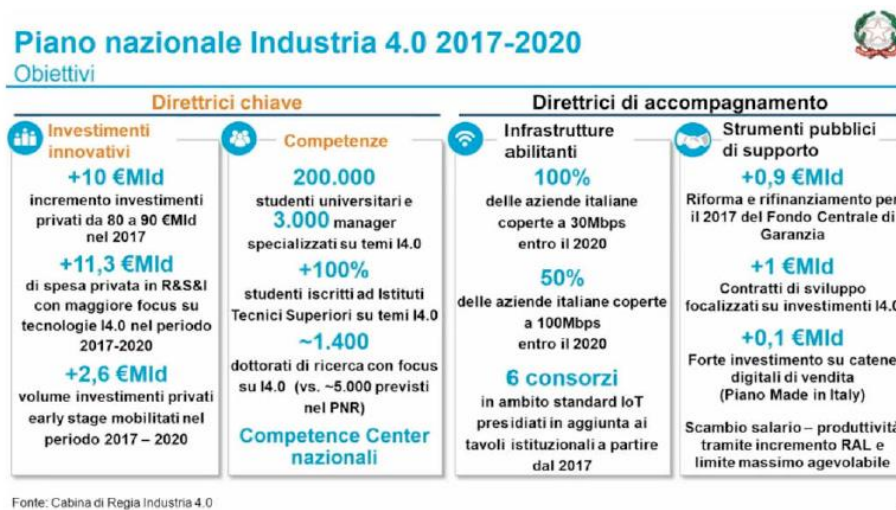 Piano nazionale Industria 4.0 2017-2020
Obiettivi
Direttrici chiave
Investimenti
innovativi
+10 €Mld
incremento investimenti
privati da 80 a 90 €Mld
nel 2017
+11,3 €Mld
di spesa privata in R&S&I
con maggiore focus su
tecnologie I4.0 nel periodo
2017-2020
+2,6 €Mld
volume investimenti privati
early stage mobilitati nel
periodo 2017 – 2020
Competenze
200.000
studenti universitari e
3.000 manager
specializzati su temi I4.0
+100%
studenti iscritti ad Istituti
Tecnici Superiori su temi I4.0
~1.400
dottorati di ricerca con focus
su I4.0 (vs. ~5.000 previsti
nel PNR)
Competence Center
nazionali
Direttrici di accompagnamento
Infrastrutture
abilitanti
100%
delle aziende italiane
coperte a 30Mbps
entro il 2020
50%
delle aziende italiane coperte
a 100Mbps
entro il 2020
6 consorzi
in ambito standard IoT
presidiati in aggiunta ai
tavoli istituzionali a partire
dal 2017
Strumenti pubblici
di supporto
+0,9 €Mld
Riforma e rifinanziamento per
il 2017 del Fondo Centrale di
Garanzia
+1 €Mld
Contratti di sviluppo
focalizzati su investimenti I4.0
+0,1 €Mld
Forte investimento su catene
digitali di vendita
(Piano Made in Italy)
Scambio salario – produttività
tramite incremento RAL e
limite massimo agevolabile
Fonte: Cabina di Regia Industria 4.0